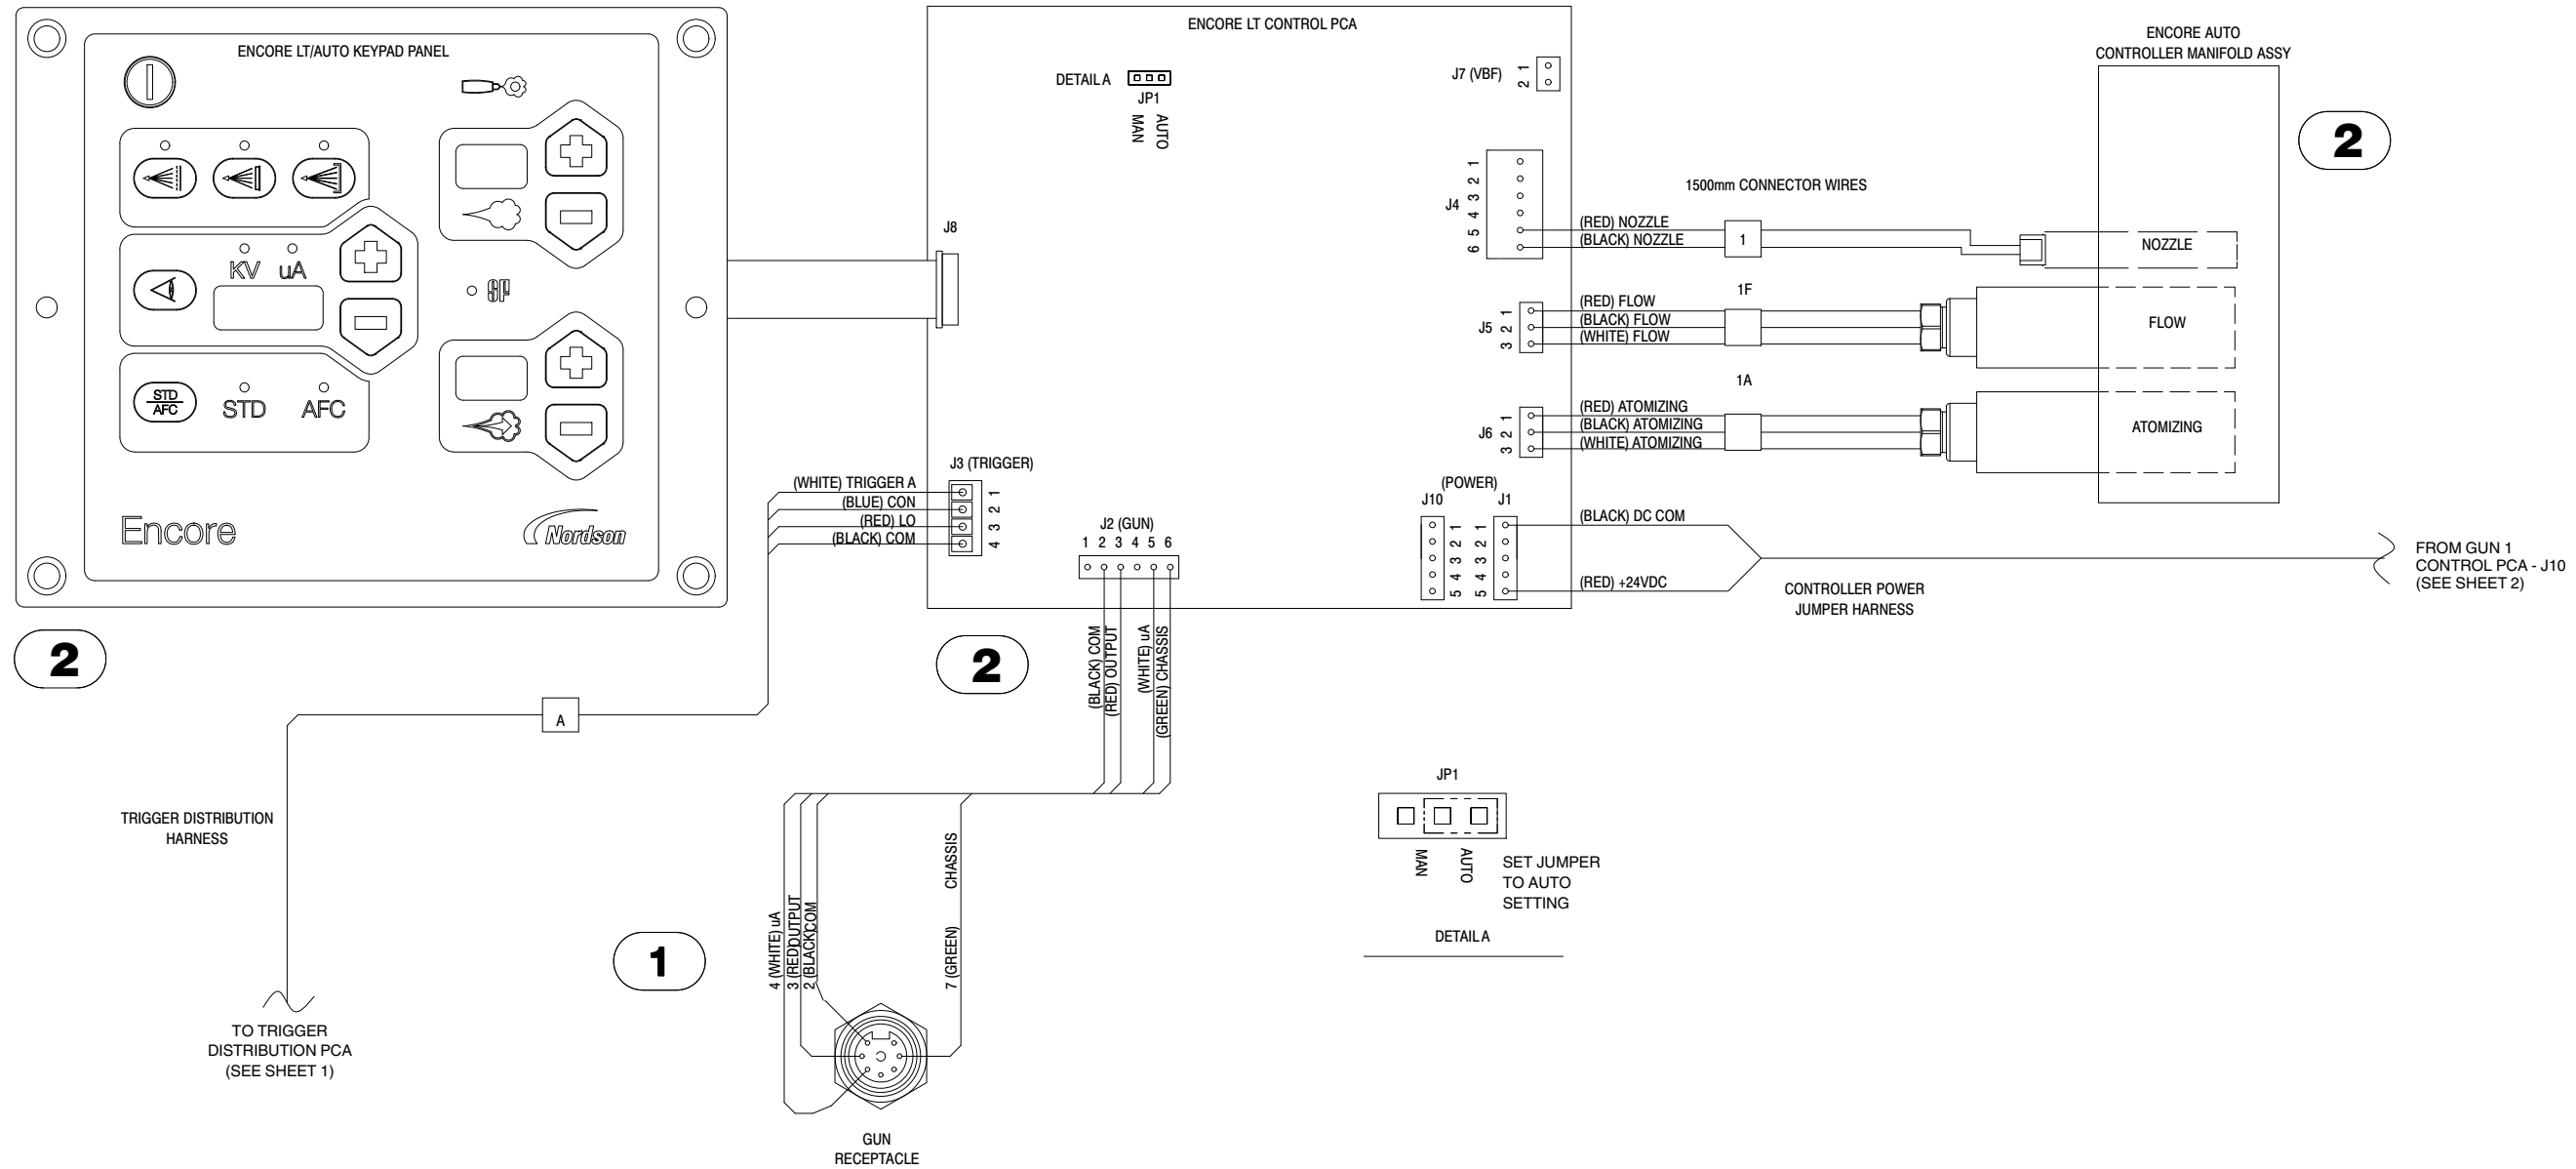 ENCORE LT/AUTO KEYPAD PANEL
KV
uA
SF
STD
AFC
STD
AFC
Encore
Nordson
2
ENCORE LT CONTROL PCA
DETAIL A
JP1
MAN
AUTO
J7 (VBF)
1
2
J4
1
2
3
4
5
6
J8
J5
1
2
3
J6
1
2
3
1500mm CONNECTOR WIRES
(RED) NOZZLE
(BLACK) NOZZLE
1
1F
(RED) FLOW
(BLACK) FLOW
(WHITE) FLOW
1A
(RED) ATOMIZING
(BLACK) ATOMIZING
(WHITE) ATOMIZING
ENCORE AUTO
CONTROLLER MANIFOLD ASSY
NOZZLE
FLOW
ATOMIZING
2
J3 (TRIGGER)
(WHITE) TRIGGER A
(BLUE) CON
(RED) LO
(BLACK) COM
1
2
3
4
J2 (GUN)
1 2 3 4 5 6
(POWER)
J10
J1
1
2
3
4
5
1
2
3
4
5
(BLACK) DC COM
(RED) +24VDC
CONTROLLER POWER
JUMPER HARNESS
FROM GUN 1
CONTROL PCA - J10
(SEE SHEET 2)
2
(BLACK) COM
(RED) OUTPUT
(WHITE) uA
(GREEN) CHASSIS
A
TRIGGER DISTRIBUTION
HARNESS
TO TRIGGER
DISTRIBUTION PCA
(SEE SHEET 1)
1
4 (WHITE) uA
3 (RED)OUTPUT
2 (BLACK)COM
7 (GREEN) CHASSIS
GUN
RECEPTACLE
JP1
MAN
AUTO
SET JUMPER
TO AUTO
SETTING
DETAIL A